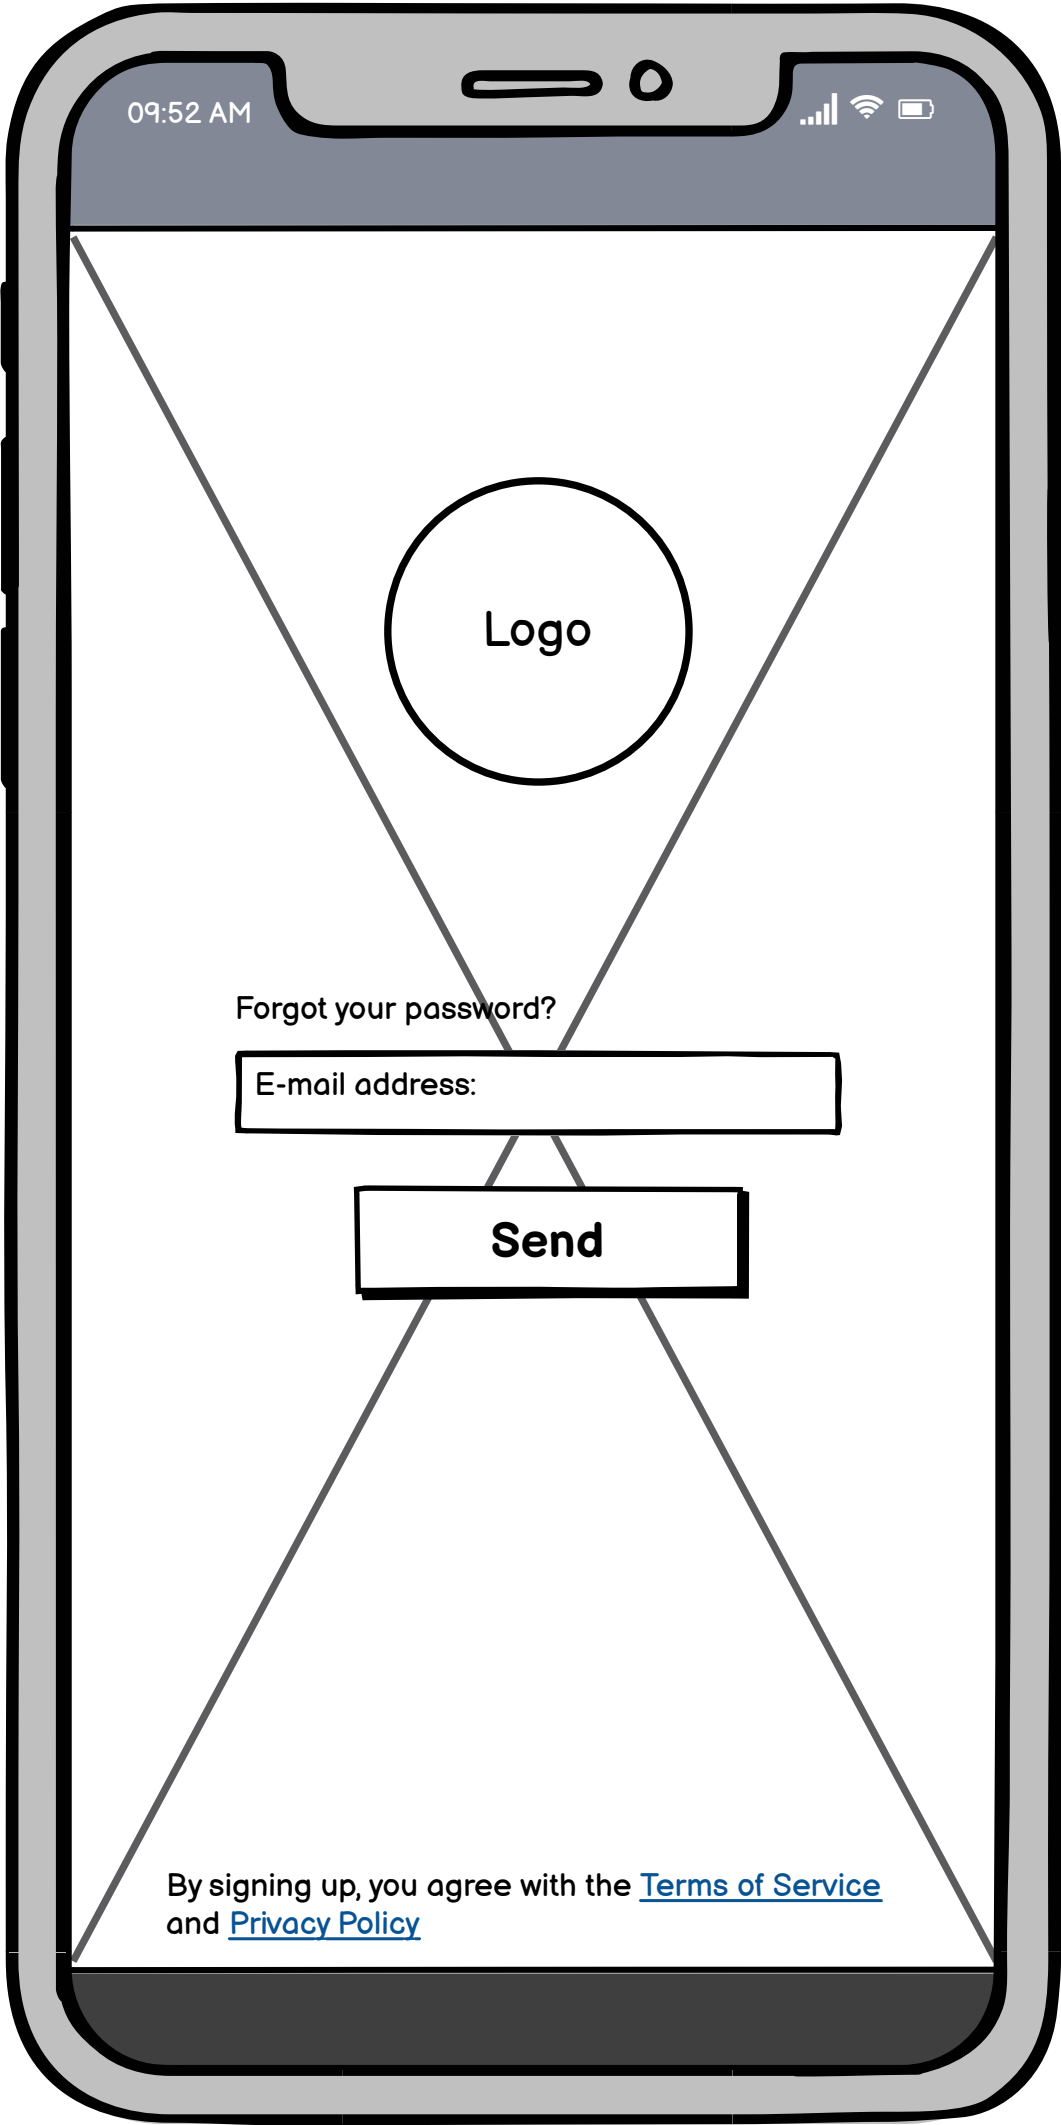 09:52 AM
Logo
Forgot your password?
E-mail address:
Send
By signing up, you agree with the Terms of Service
and Privacy Policy